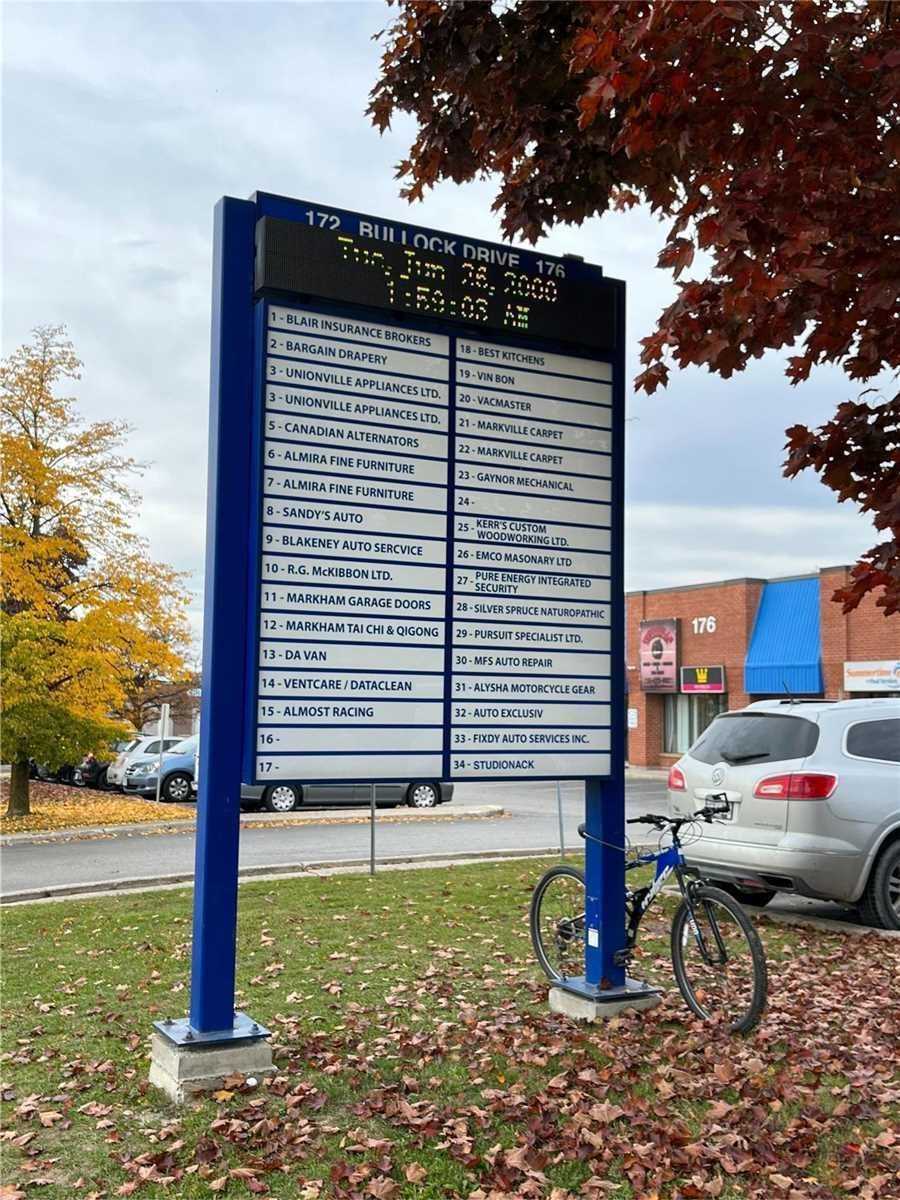 172 BULLOCK DRIVE 176
Tue, Jun 26, 2000
1:59:03 AM
1 - BLAIR INSURANCE BROKERS
2 - BARGAIN DRAPERY
3 - UNIONVILLE APPLIANCES LTD.
3 - UNIONVILLE APPLIANCES LTD.
5 - CANADIAN ALTERNATORS
6 - ALMIRA FINE FURNITURE
7 - ALMIRA FINE FURNITURE
8 - SANDY'S AUTO
9 - BLAKENEY AUTO SERCVICE
10 - R.G. McKIBBON LTD.
11 - MARKHAM GARAGE DOORS
12 - MARKHAM TAI CHI & QIGONG
13 - DA VAN
14 - VENTCARE / DATACLEAN
15 - ALMOST RACING
16 -
17 -
18 - BEST KITCHENS
19 - VIN BON
20 - VACMASTER
21 - MARKVILLE CARPET
22 - MARKVILLE CARPET
23 - GAYNOR MECHANICAL
24 -
25 - KERR'S CUSTOM
WOODWORKING LTD.
26 - EMCO MASONARY LTD
27 - PURE ENERGY INTEGRATED
SECURITY
28 - SILVER SPRUCE NATUROPATHIC
29 - PURSUIT SPECIALIST LTD.
30 - MFS AUTO REPAIR
31 - ALYSHA MOTORCYCLE GEAR
32 - AUTO EXCLUSIV
33 - FIXDY AUTO SERVICES INC.
34 - STUDIONACK
176
Summertime